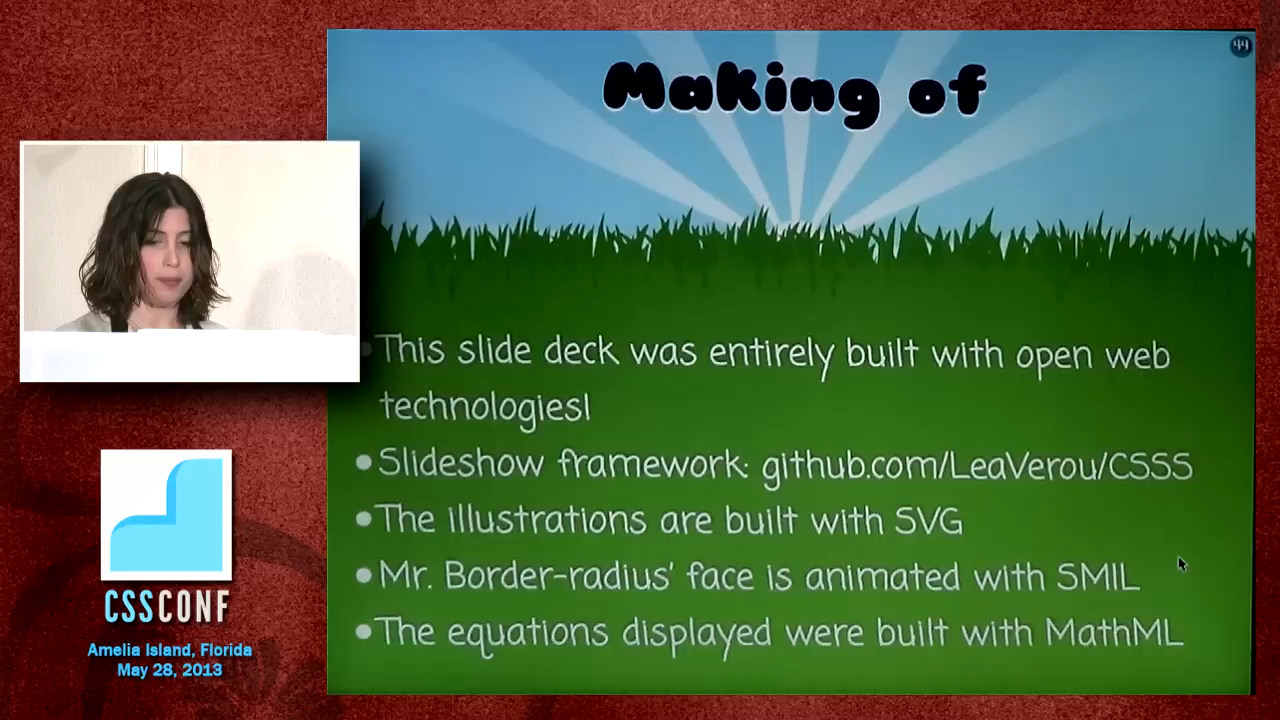 44
Making of
• This slide deck was entirely built with open web
technologies!
• Slideshow framework: github.com/LeaVerou/CSSS
• The illustrations are built with SVG
• Mr. Border-radius’ face is animated with SMIL
• The equations displayed were built with MathML
CSSCONF
Amelia Island, Florida
May 28, 2013